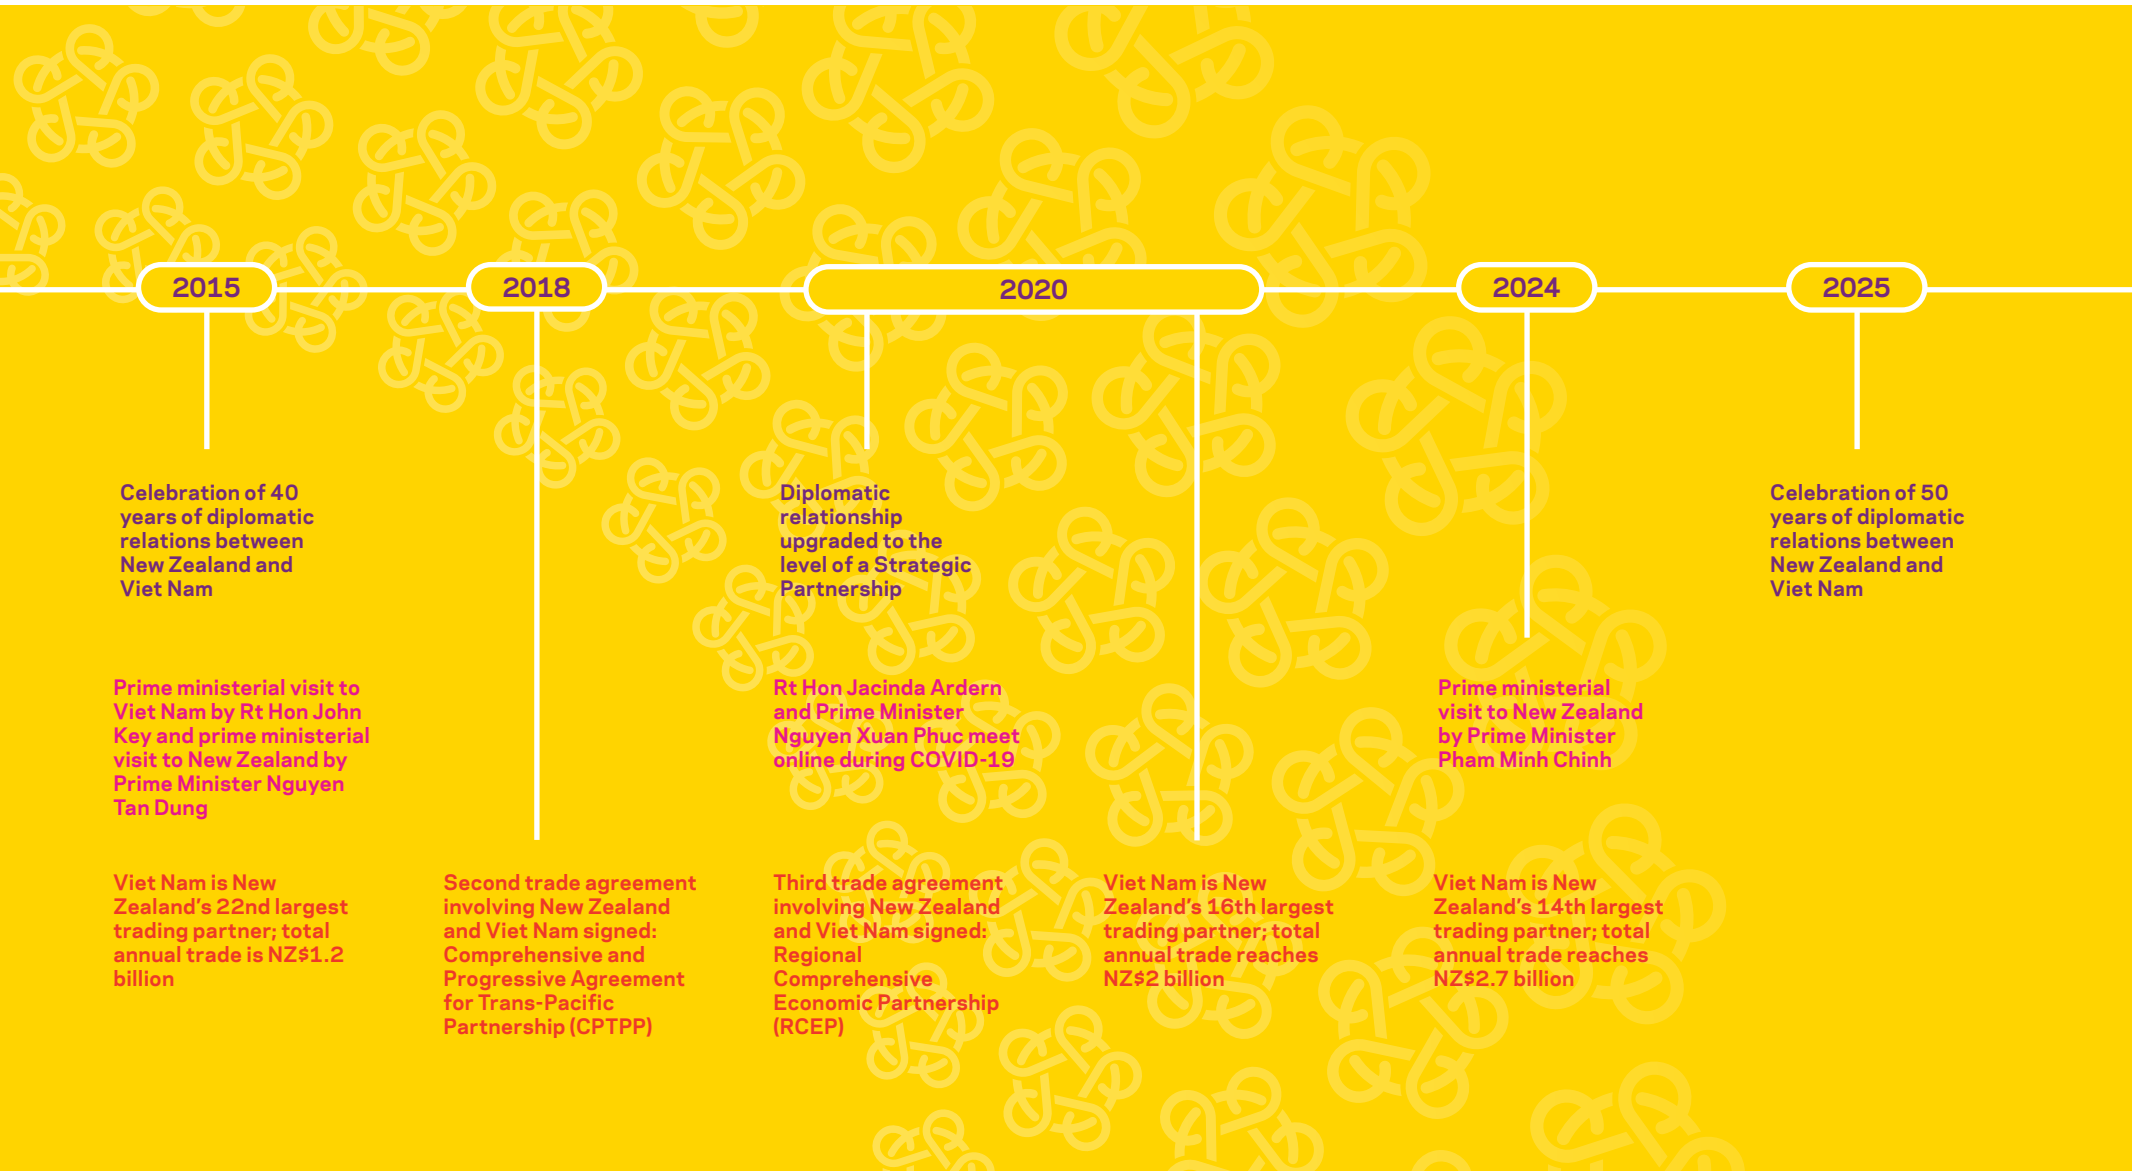 2015
2018
2020
2024
2025
Celebration of 40
years of diplomatic
relations between
New Zealand and
Viet Nam
Diplomatic
relationship
upgraded to the
level of a Strategic
Partnership
Celebration of 50
years of diplomatic
relations between
New Zealand and
Viet Nam
Prime ministerial visit to
Viet Nam by Rt Hon John
Key and prime ministerial
visit to New Zealand by
Prime Minister Nguyen
Tan Dung
Rt Hon Jacinda Ardern
and Prime Minister
Nguyen Xuan Phuc meet
online during COVID-19
Prime ministerial
visit to New Zealand
by Prime Minister
Pham Minh Chinh
Viet Nam is New
Zealand's 22nd largest
trading partner; total
annual trade is NZ$1.2
billion
Second trade agreement
involving New Zealand
and Viet Nam signed:
Comprehensive and
Progressive Agreement
for Trans-Pacific
Partnership (CPTPP)
Third trade agreement
involving New Zealand
and Viet Nam signed:
Regional
Comprehensive
Economic Partnership
(RCEP)
Viet Nam is New
Zealand's 16th largest
trading partner; total
annual trade reaches
NZ$2 billion
Viet Nam is New
Zealand's 14th largest
trading partner; total
annual trade reaches
NZ$2.7 billion